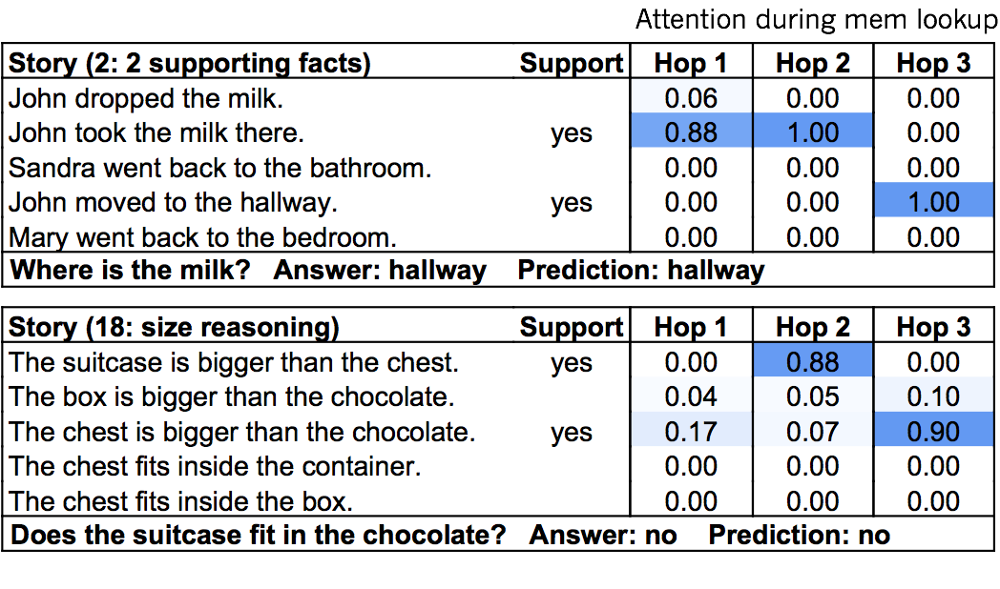 Attention during mem lookup
Story (2: 2 supporting facts) Support Hop 1 Hop 2 Hop 3
John dropped the milk. 0.06 0.00 0.00
John took the milk there. yes 0.88 1.00 0.00
Sandra went back to the bathroom. 0.00 0.00 0.00
John moved to the hallway. yes 0.00 0.00 1.00
Mary went back to the bedroom. 0.00 0.00 0.00
Where is the milk? Answer: hallway Prediction: hallway
Story (18: size reasoning) Support Hop 1 Hop 2 Hop 3
The suitcase is bigger than the chest. yes 0.00 0.88 0.00
The box is bigger than the chocolate. 0.04 0.05 0.10
The chest is bigger than the chocolate. yes 0.17 0.07 0.90
The chest fits inside the container. 0.00 0.00 0.00
The chest fits inside the box. 0.00 0.00 0.00
Does the suitcase fit in the chocolate? Answer: no Prediction: no